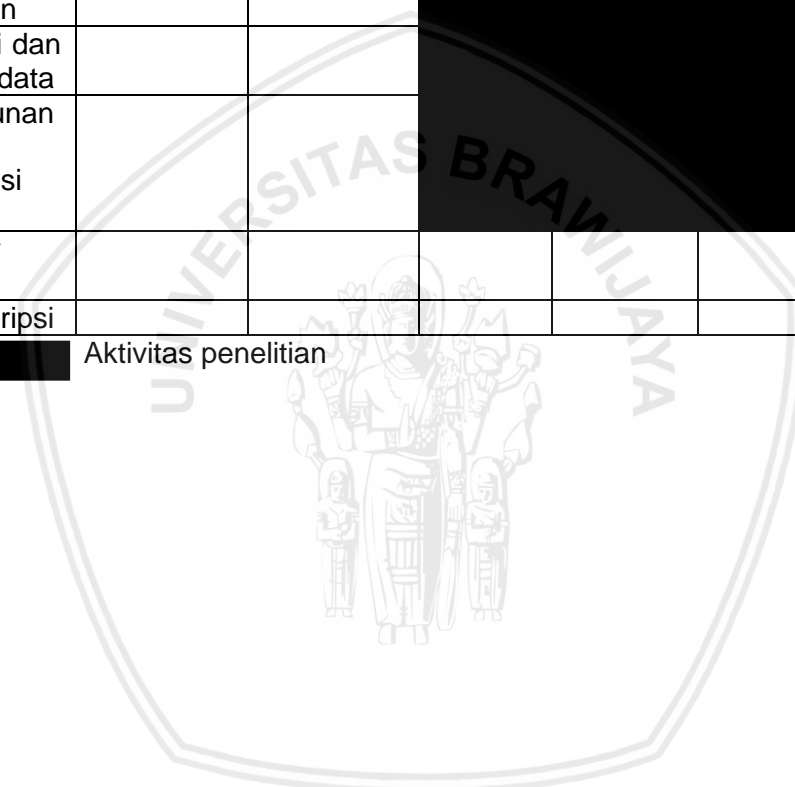 n
i dan
data
unan
si
ripsi
Aktivitas penelitian
UNIVERSITAS BRAWIJAYA